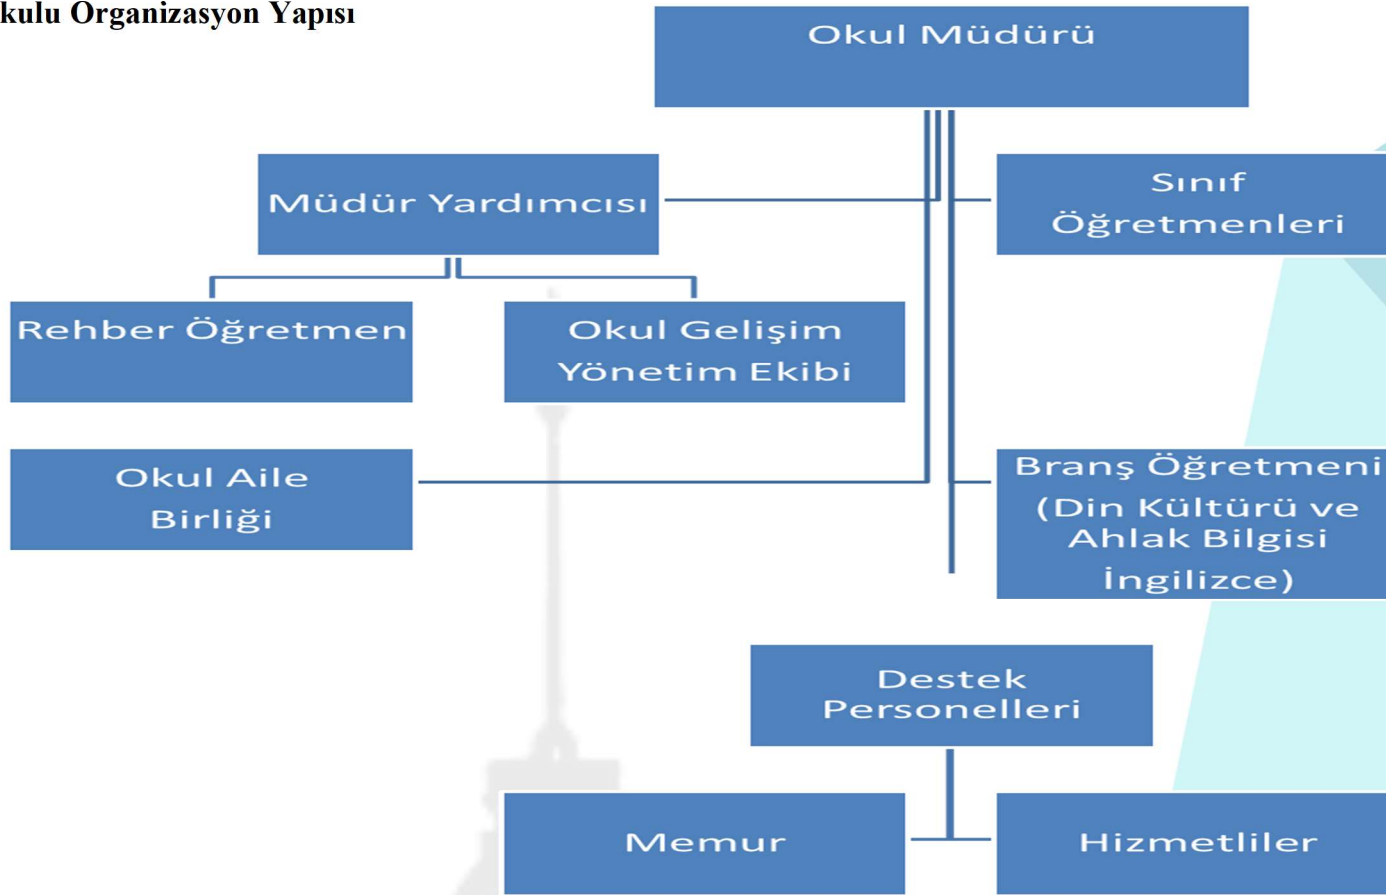 kulu Organizasyon Yapısı
Okul Müdürü
Müdür Yardımcısı
Sınıf
Öğretmenleri
Rehber Öğretmen
Okul Gelişim
Yönetim Ekibi
Okul Aile
Birliği
Branş Öğretmeni
(Din Kültürü ve
Ahlak Bilgisi
İngilizce)
Destek
Personelleri
Memur
Hizmetliler